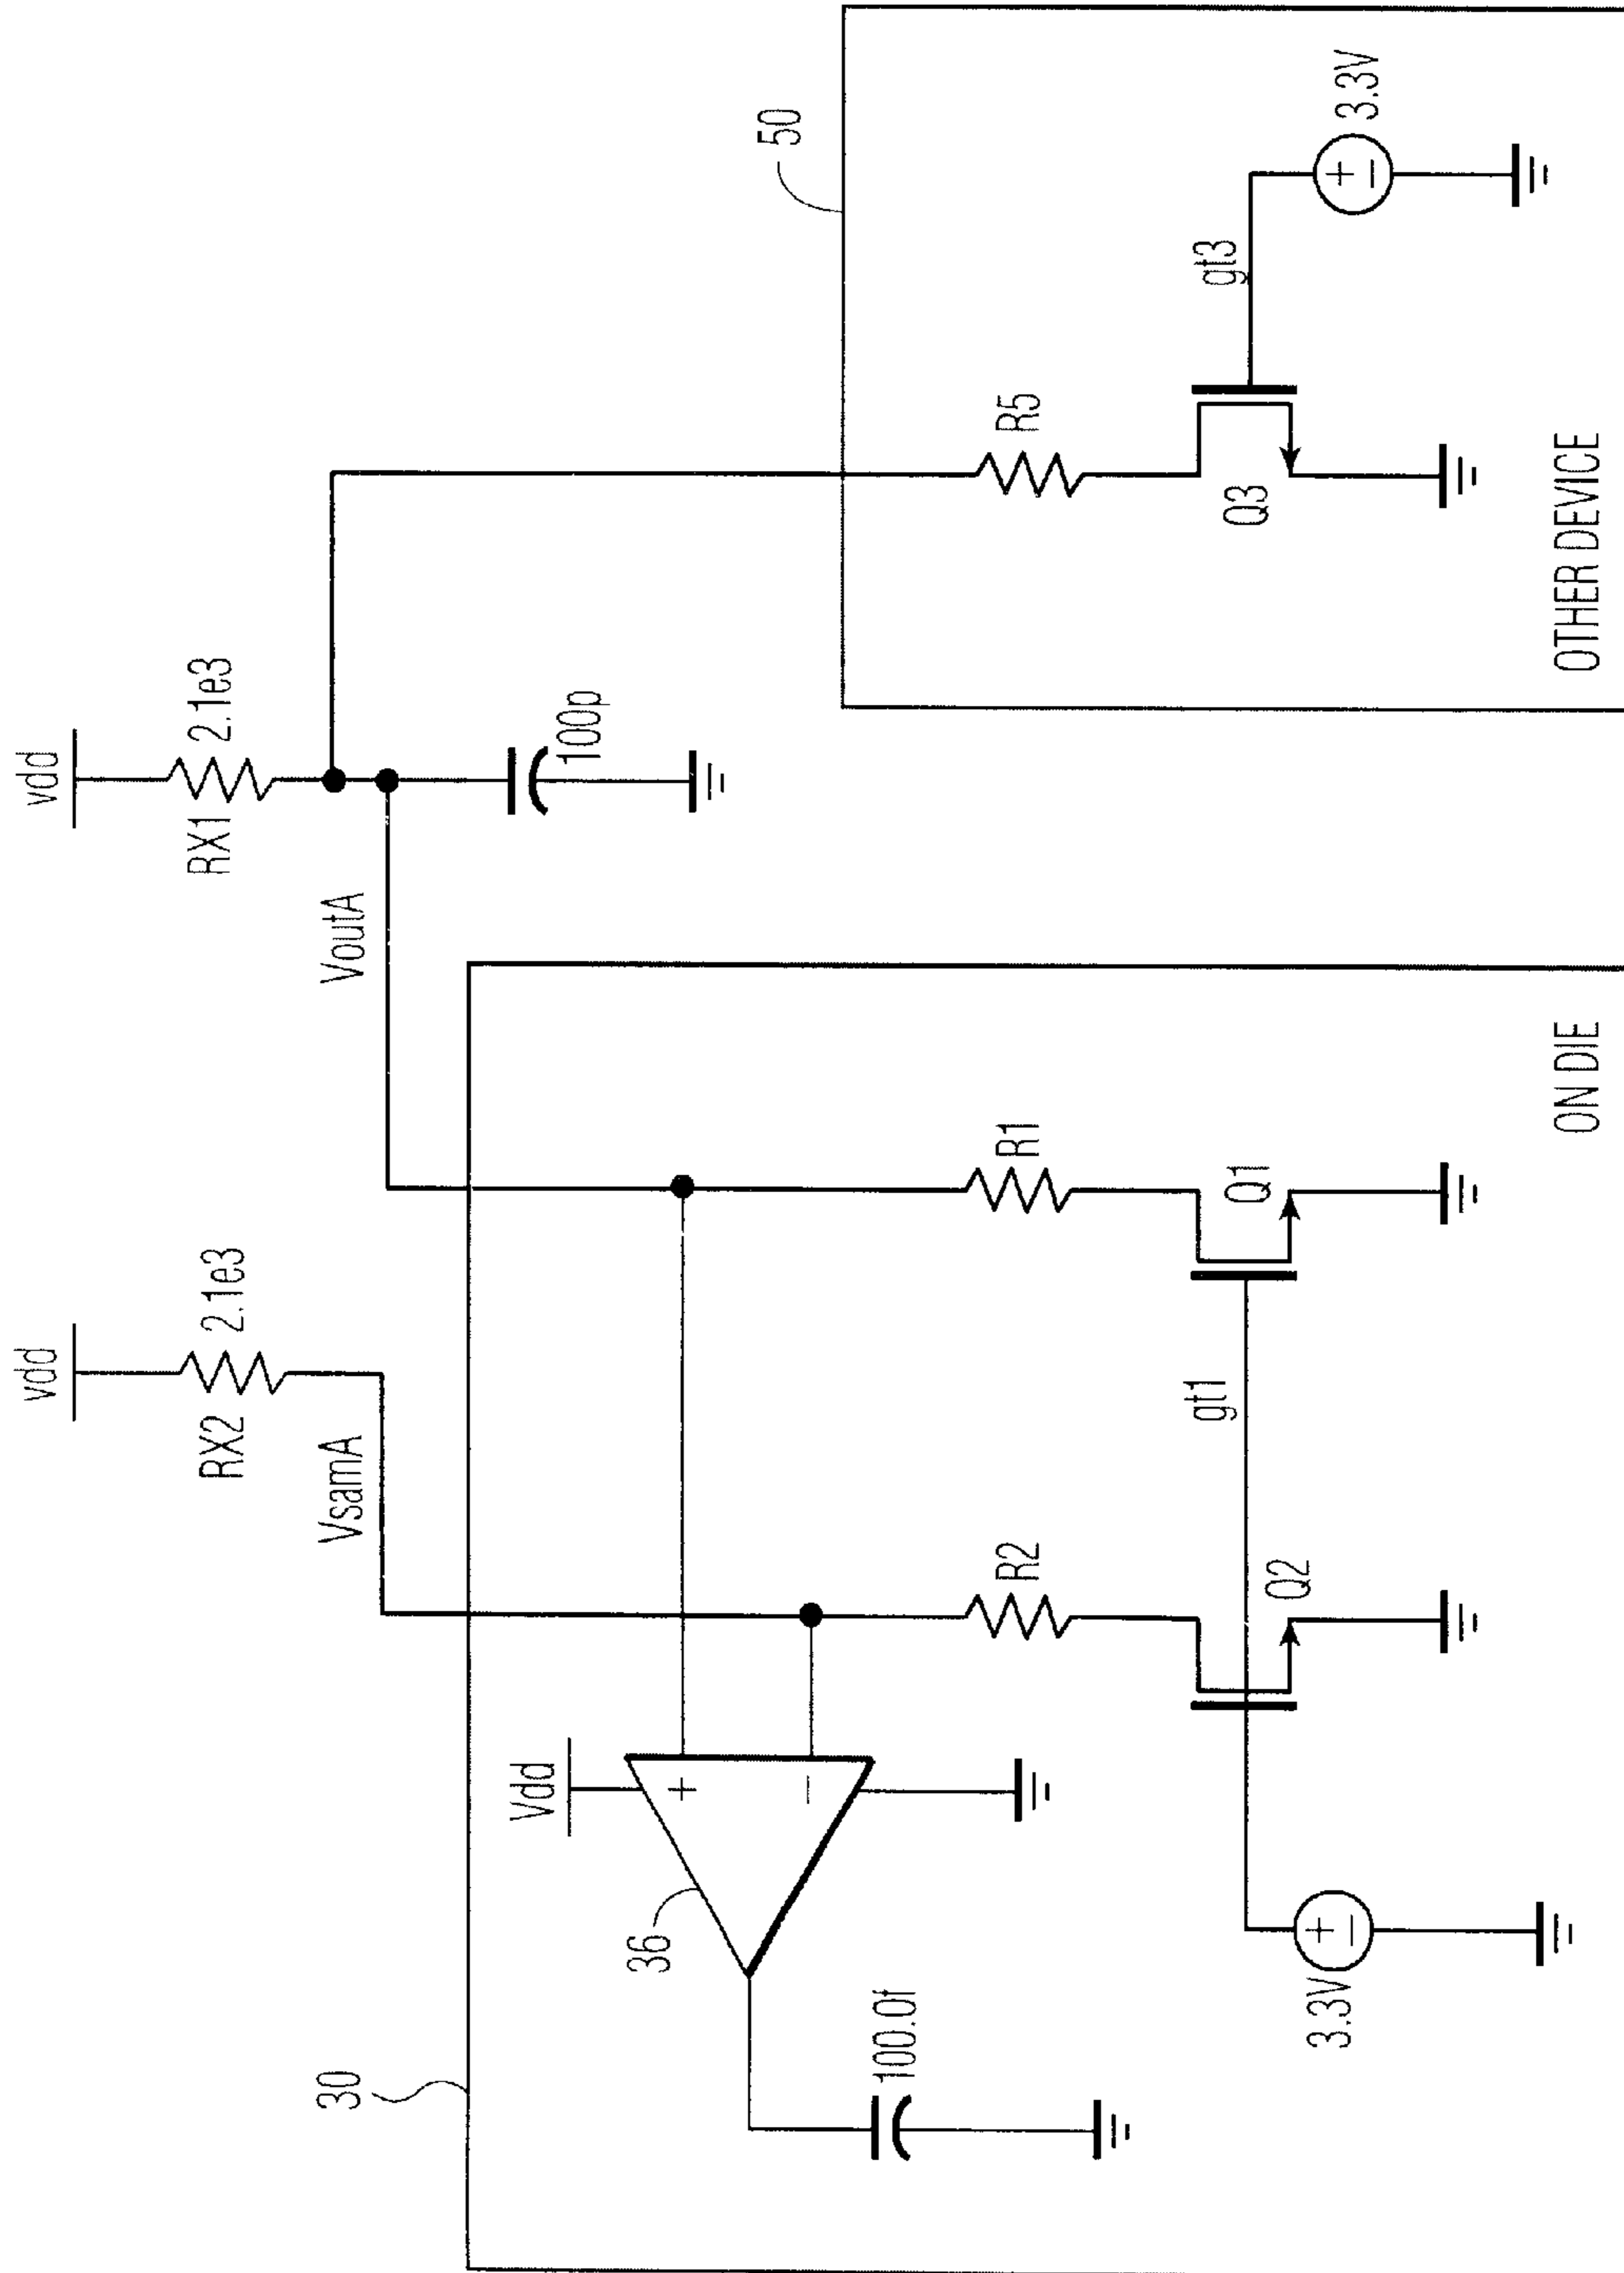 vdd
RX2 2.1e3
VsamA
vdd
RX1 2.1e3
VoutA
100p
30
50
Vdd
+
−
36
100.0f
R2
R1
R5
Q2
gt1
Q1
Q3
gt3
+
−
3.3V
+
−
3.3V
ON DIE
OTHER DEVICE